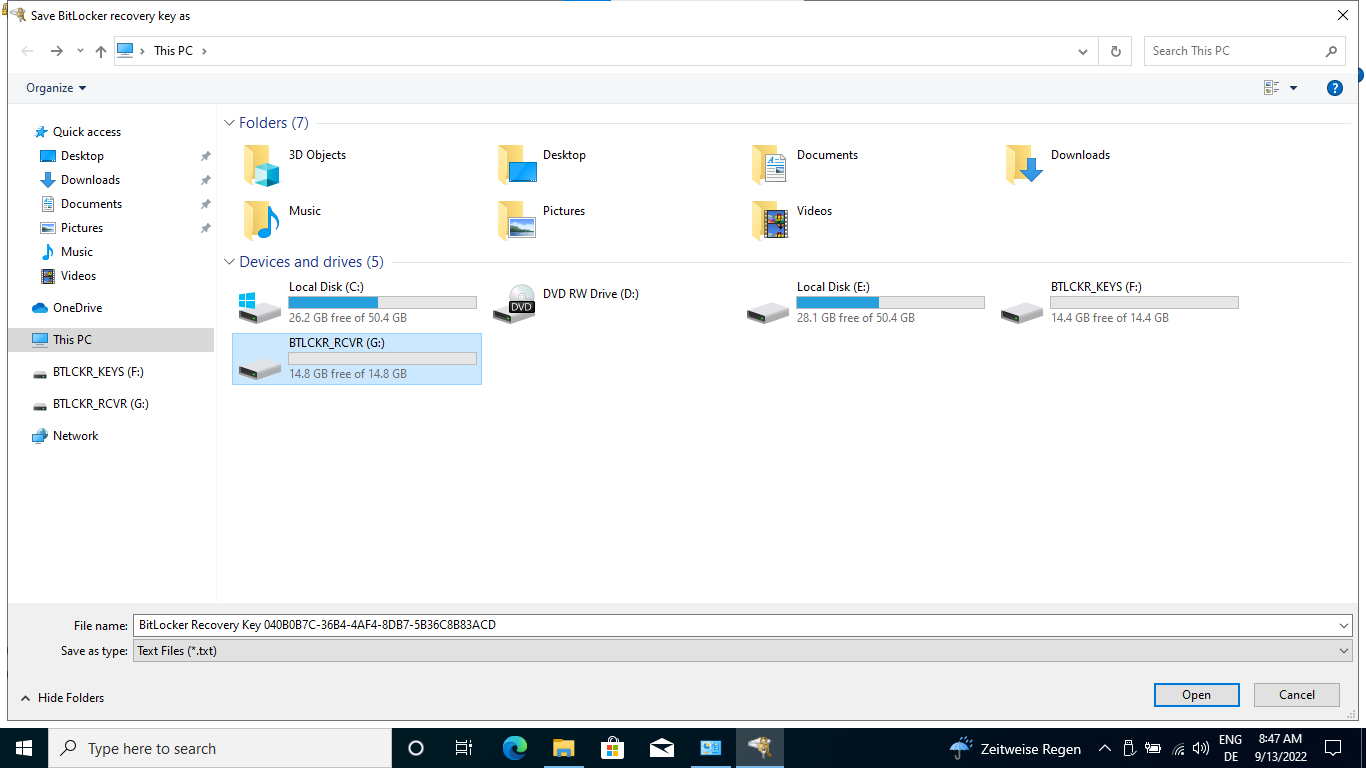 Save BitLocker recovery key as
This PC
Search This PC
Organize
?
Quick access
Desktop
Downloads
Documents
Pictures
Music
Videos
OneDrive
This PC
BTLCKR_KEYS (F:)
BTLCKR_RCVR (G:)
Network
Folders (7)
3D Objects
Desktop
Documents
Downloads
Music
Pictures
Videos
Devices and drives (5)
Local Disk (C:)
26.2 GB free of 50.4 GB
DVD
DVD RW Drive (D:)
Local Disk (E:)
28.1 GB free of 50.4 GB
BTLCKR_KEYS (F:)
14.4 GB free of 14.4 GB
BTLCKR_RCVR (G:)
14.8 GB free of 14.8 GB
File name: BitLocker Recovery Key 040B0B7C-36B4-4AF4-8DB7-5B36C8B83ACD
Save as type: Text Files (*.txt)
Hide Folders
Open
Cancel
Type here to search
Zeitweise Regen
ENG
DE
8:47 AM
9/13/2022